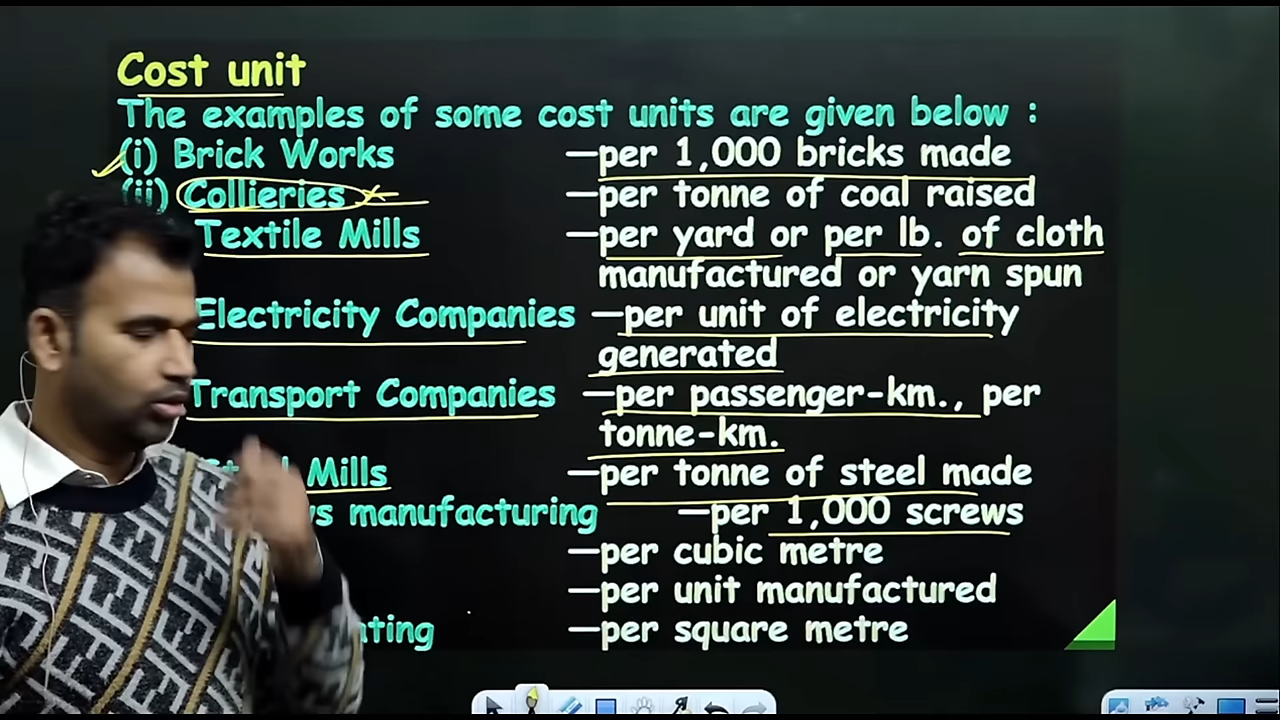 Cost unit
The examples of some cost units are given below :
(i) Brick Works —per 1,000 bricks made
(ii) Collieries —per tonne of coal raised
Textile Mills —per yard or per lb. of cloth
manufactured or yarn spun
Electricity Companies —per unit of electricity
generated
Transport Companies —per passenger-km., per
tonne-km.
Mills —per tonne of steel made
manufacturing —per 1,000 screws
—per cubic metre
—per unit manufactured
—per square metre